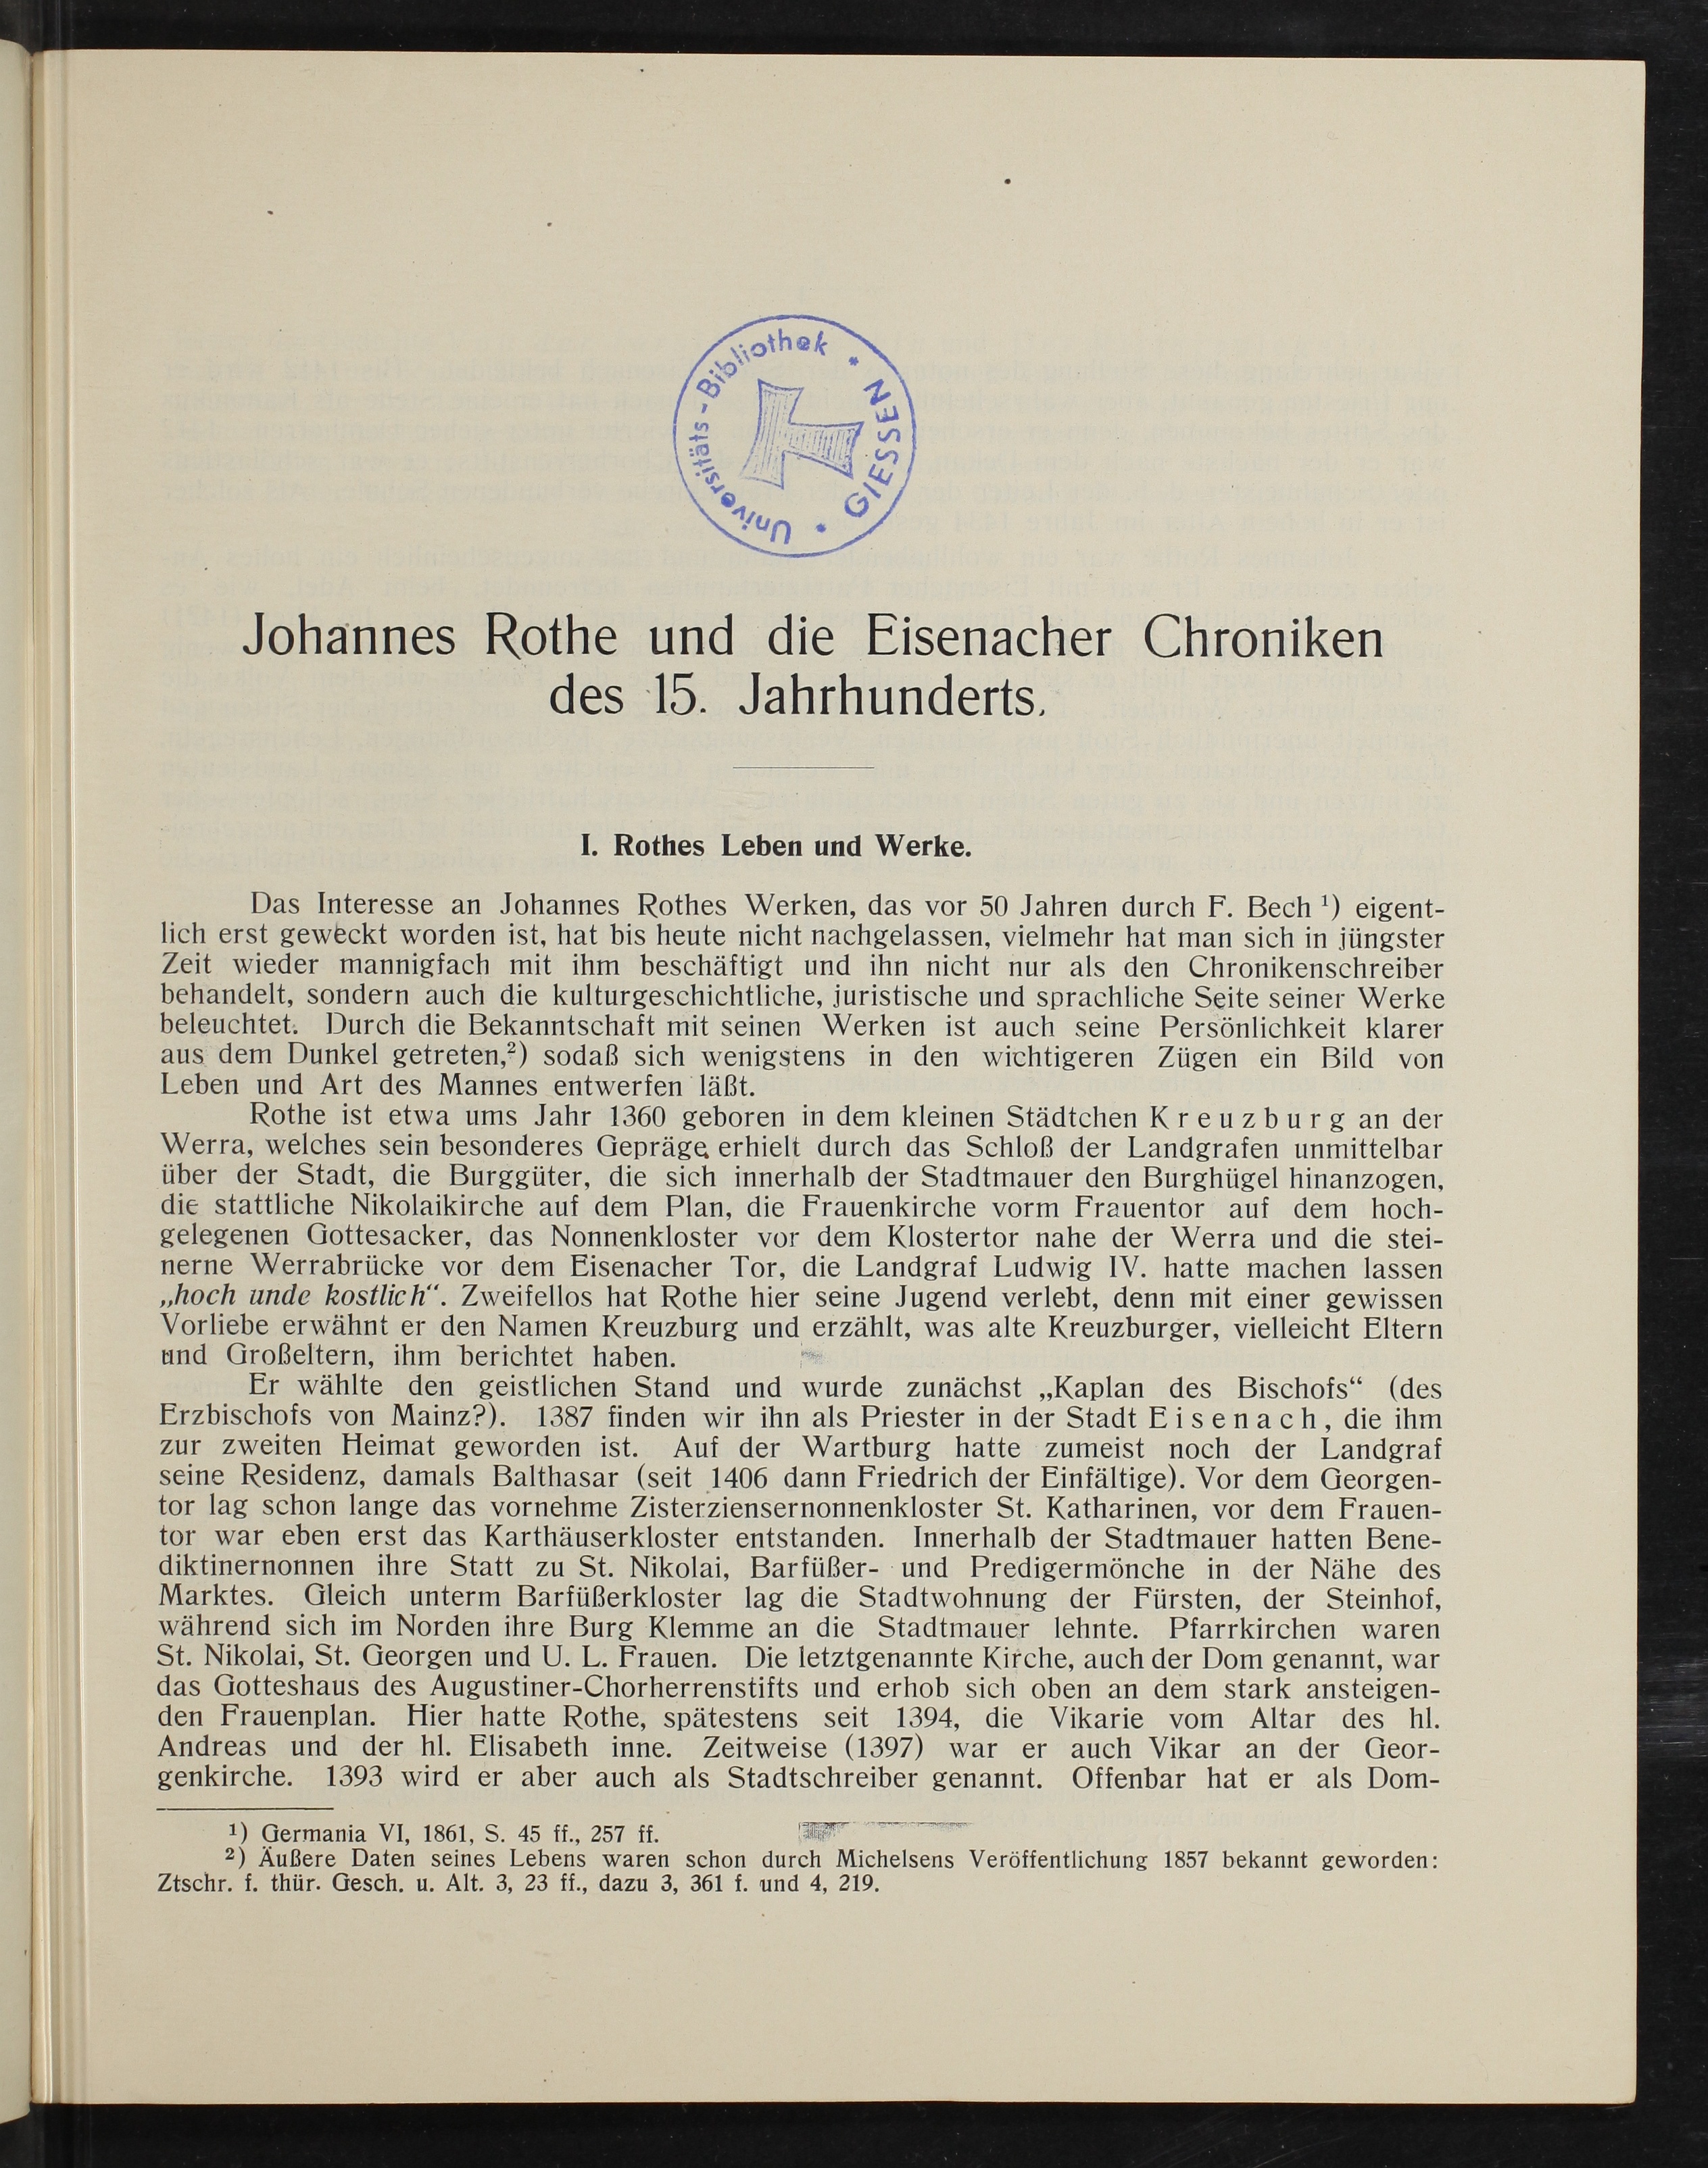 Universitäts-Bibliothek * GIESSEN *
Johannes Rothe und die Eisenacher Chroniken
des 15. Jahrhunderts.
I. Rothes Leben und Werke.
Das Interesse an Johannes Rothes Werken, das vor 50 Jahren durch F. Bech ¹) eigent-
lich erst geweckt worden ist, hat bis heute nicht nachgelassen, vielmehr hat man sich in jüngster
Zeit wieder mannigfach mit ihm beschäftigt und ihn nicht nur als den Chronikenschreiber
behandelt, sondern auch die kulturgeschichtliche, juristische und sprachliche Seite seiner Werke
beleuchtet. Durch die Bekanntschaft mit seinen Werken ist auch seine Persönlichkeit klarer
aus dem Dunkel getreten,²) sodaß sich wenigstens in den wichtigeren Zügen ein Bild von
Leben und Art des Mannes entwerfen läßt.
Rothe ist etwa ums Jahr 1360 geboren in dem kleinen Städtchen Kreuzburg an der
Werra, welches sein besonderes Gepräge erhielt durch das Schloß der Landgrafen unmittelbar
über der Stadt, die Burggüter, die sich innerhalb der Stadtmauer den Burghügel hinanzogen,
die stattliche Nikolaikirche auf dem Plan, die Frauenkirche vorm Frauentor auf dem hoch-
gelegenen Gottesacker, das Nonnenkloster vor dem Klostertor nahe der Werra und die stei-
nerne Werrabrücke vor dem Eisenacher Tor, die Landgraf Ludwig IV. hatte machen lassen
„hoch unde kostlich“. Zweifellos hat Rothe hier seine Jugend verlebt, denn mit einer gewissen
Vorliebe erwähnt er den Namen Kreuzburg und erzählt, was alte Kreuzburger, vielleicht Eltern
und Großeltern, ihm berichtet haben.
Er wählte den geistlichen Stand und wurde zunächst „Kaplan des Bischofs“ (des
Erzbischofs von Mainz?). 1387 finden wir ihn als Priester in der Stadt Eisenach, die ihm
zur zweiten Heimat geworden ist. Auf der Wartburg hatte zumeist noch der Landgraf
seine Residenz, damals Balthasar (seit 1406 dann Friedrich der Einfältige). Vor dem Georgen-
tor lag schon lange das vornehme Zisterziensernonnenkloster St. Katharinen, vor dem Frauen-
tor war eben erst das Karthäuserkloster entstanden. Innerhalb der Stadtmauer hatten Bene-
diktinernonnen ihre Statt zu St. Nikolai, Barfüßer- und Predigermönche in der Nähe des
Marktes. Gleich unterm Barfüßerkloster lag die Stadtwohnung der Fürsten, der Steinhof,
während sich im Norden ihre Burg Klemme an die Stadtmauer lehnte. Pfarrkirchen waren
St. Nikolai, St. Georgen und U. L. Frauen. Die letztgenannte Kirche, auch der Dom genannt, war
das Gotteshaus des Augustiner-Chorherrenstifts und erhob sich oben an dem stark ansteigen-
den Frauenplan. Hier hatte Rothe, spätestens seit 1394, die Vikarie vom Altar des hl.
Andreas und der hl. Elisabeth inne. Zeitweise (1397) war er auch Vikar an der Geor-
genkirche. 1393 wird er aber auch als Stadtschreiber genannt. Offenbar hat er als Dom-
¹) Germania VI, 1861, S. 45 ff., 257 ff.
²) Äußere Daten seines Lebens waren schon durch Michelsens Veröffentlichung 1857 bekannt geworden:
Ztschr. f. thür. Gesch. u. Alt. 3, 23 ff., dazu 3, 361 f. und 4, 219.